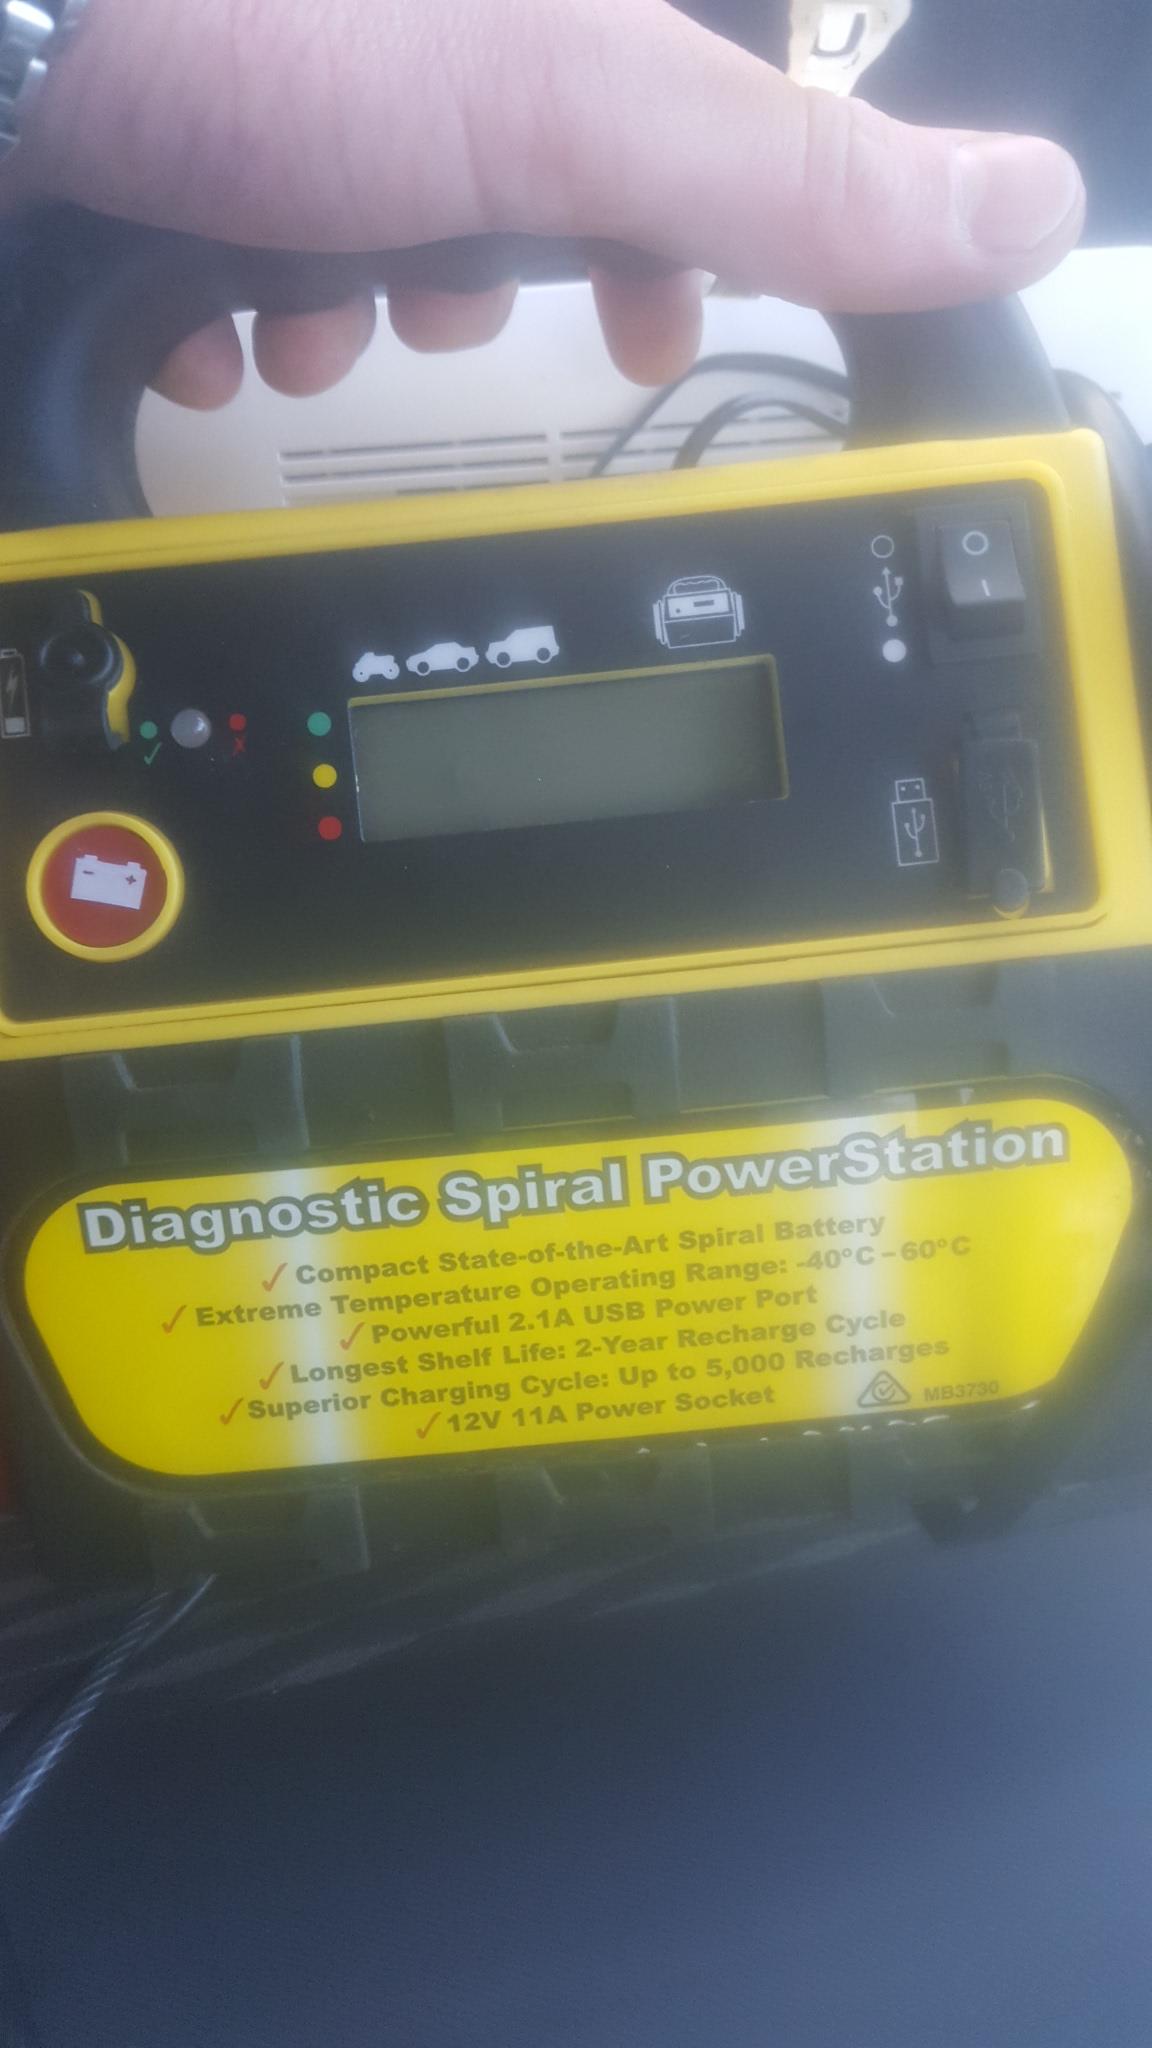 Diagnostic Spiral PowerStation
✓ Compact State-of-the-Art Spiral Battery
✓ Extreme Temperature Operating Range: -40°C – 60°C
✓ Powerful 2.1A USB Power Port
✓ Longest Shelf Life: 2-Year Recharge Cycle
✓ Superior Charging Cycle: Up to 5,000 Recharges
✓ 12V 11A Power Socket
MB3730